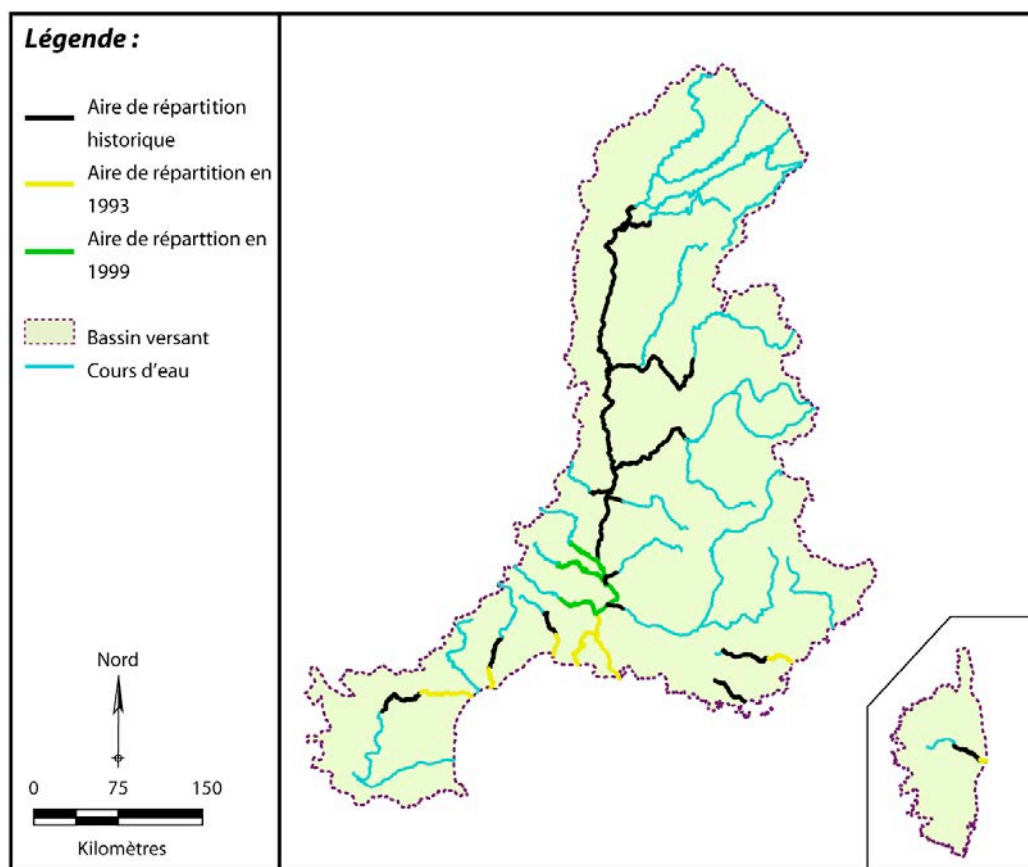 Légende :
Aire de répartition
historique
Aire de répartition en
1993
Aire de réparttion en
1999
Bassin versant
Cours d'eau
Nord
0 75 150
Kilomètres